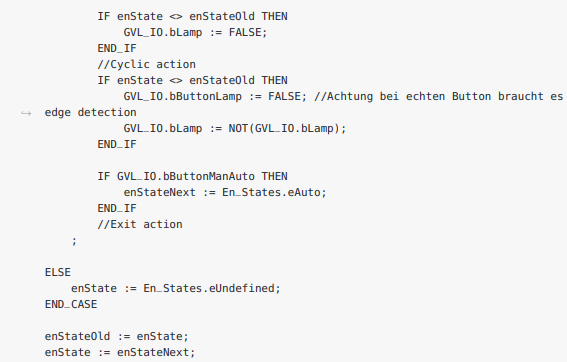 IF enState <> enStateOld THEN
GVL_IO.bLamp := FALSE;
END_IF
//Cyclic action
IF enState <> enStateOld THEN
GVL_IO.bButtonLamp := FALSE; //Achtung bei echten Button braucht es
↪ edge detection
GVL_IO.bLamp := NOT(GVL_IO.bLamp);
END_IF
IF GVL_IO.bButtonManAuto THEN
enStateNext := En_States.eAuto;
END_IF
//Exit action
;
ELSE
enState := En_States.eUndefined;
END_CASE
enStateOld := enState;
enState := enStateNext;